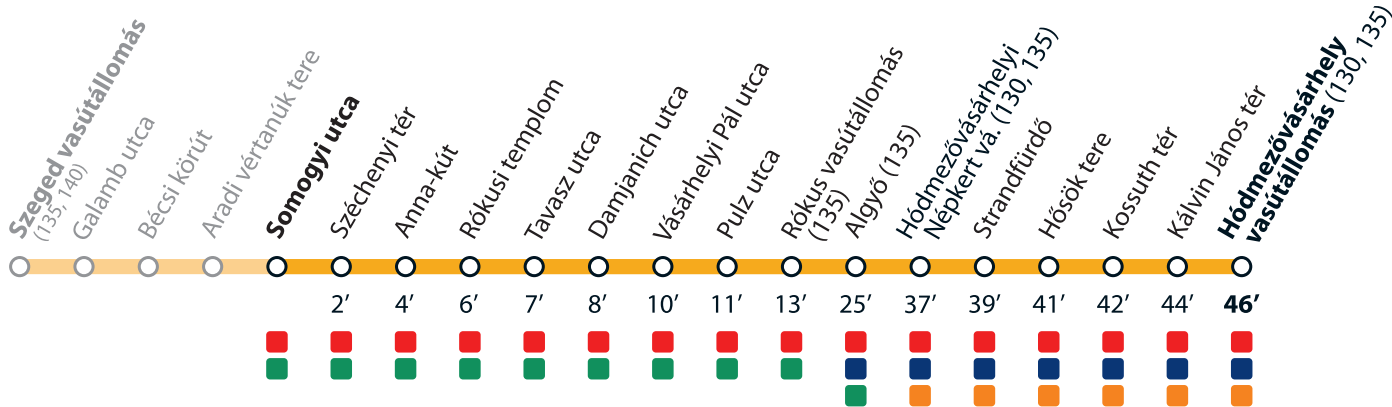 Szeged vasútállomás
(135, 140)
Galamb utca
Bécsi körút
Aradi vértanúk tere
Somogyi utca
Széchenyi tér
Anna-kút
Rókusi templom
Tavasz utca
Damjanich utca
Vásárhelyi Pál utca
Pulz utca
Rókus vasútállomás
(135)
Algyő (135)
Hódmezővásárhelyi
Népkert vá. (130, 135)
Strandfürdő
Hősök tere
Kossuth tér
Kálvin János tér
Hódmezővásárhely
vasútállomás (130, 135)
2’ 4’ 6’ 7’ 8’ 10’ 11’ 13’ 25’ 37’ 39’ 41’ 42’ 44’ 46’